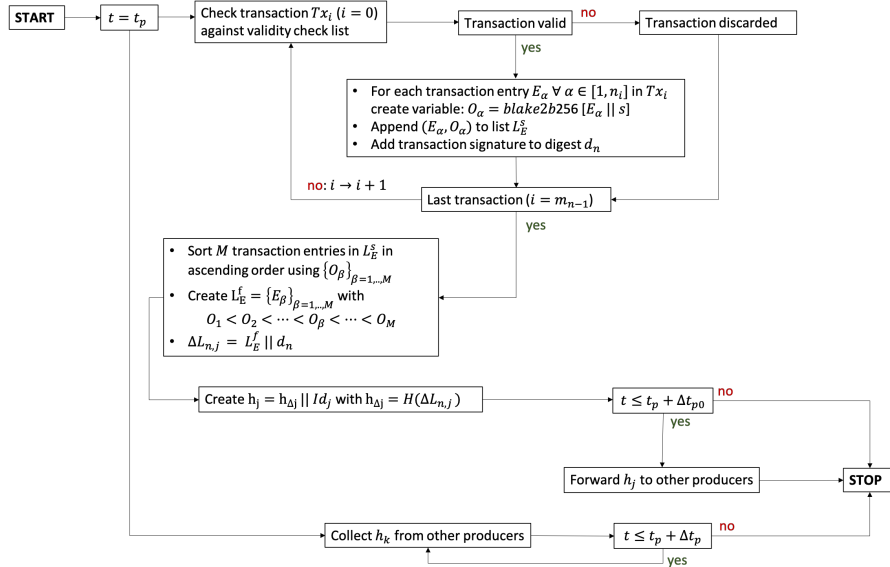 START
t = t_p
Check transaction Tx_i (i = 0)
against validity check list
Transaction valid
no
Transaction discarded
yes
• For each transaction entry E_α ∀ α ∈ [1, n_i] in Tx_i
create variable: O_α = blake2b256 [E_α || s]
• Append (E_α, O_α) to list L_E^s
• Add transaction signature to digest d_n
no: i → i + 1
Last transaction (i = m_{n−1})
yes
• Sort M transaction entries in L_E^s in
ascending order using {O_β}_{β=1,..,M}
• Create L_E^f = {E_β}_{β=1,..,M} with
O_1 < O_2 < ⋯ < O_β < ⋯ < O_M
• ΔL_{n,j} = L_E^f || d_n
Create h_j = h_{Δj} || Id_j with h_{Δj} = H(ΔL_{n,j})
t ≤ t_p + Δt_{p0}
no
yes
Forward h_j to other producers
STOP
Collect h_k from other producers
t ≤ t_p + Δt_p
no
yes